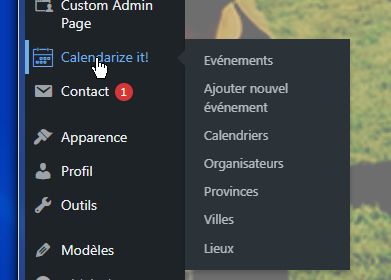 Custom Admin
Page
Calendarize it!
Contact 1
Apparence
Profil
Outils
Modèles
Evénements
Ajouter nouvel
événement
Calendriers
Organisateurs
Provinces
Villes
Lieux